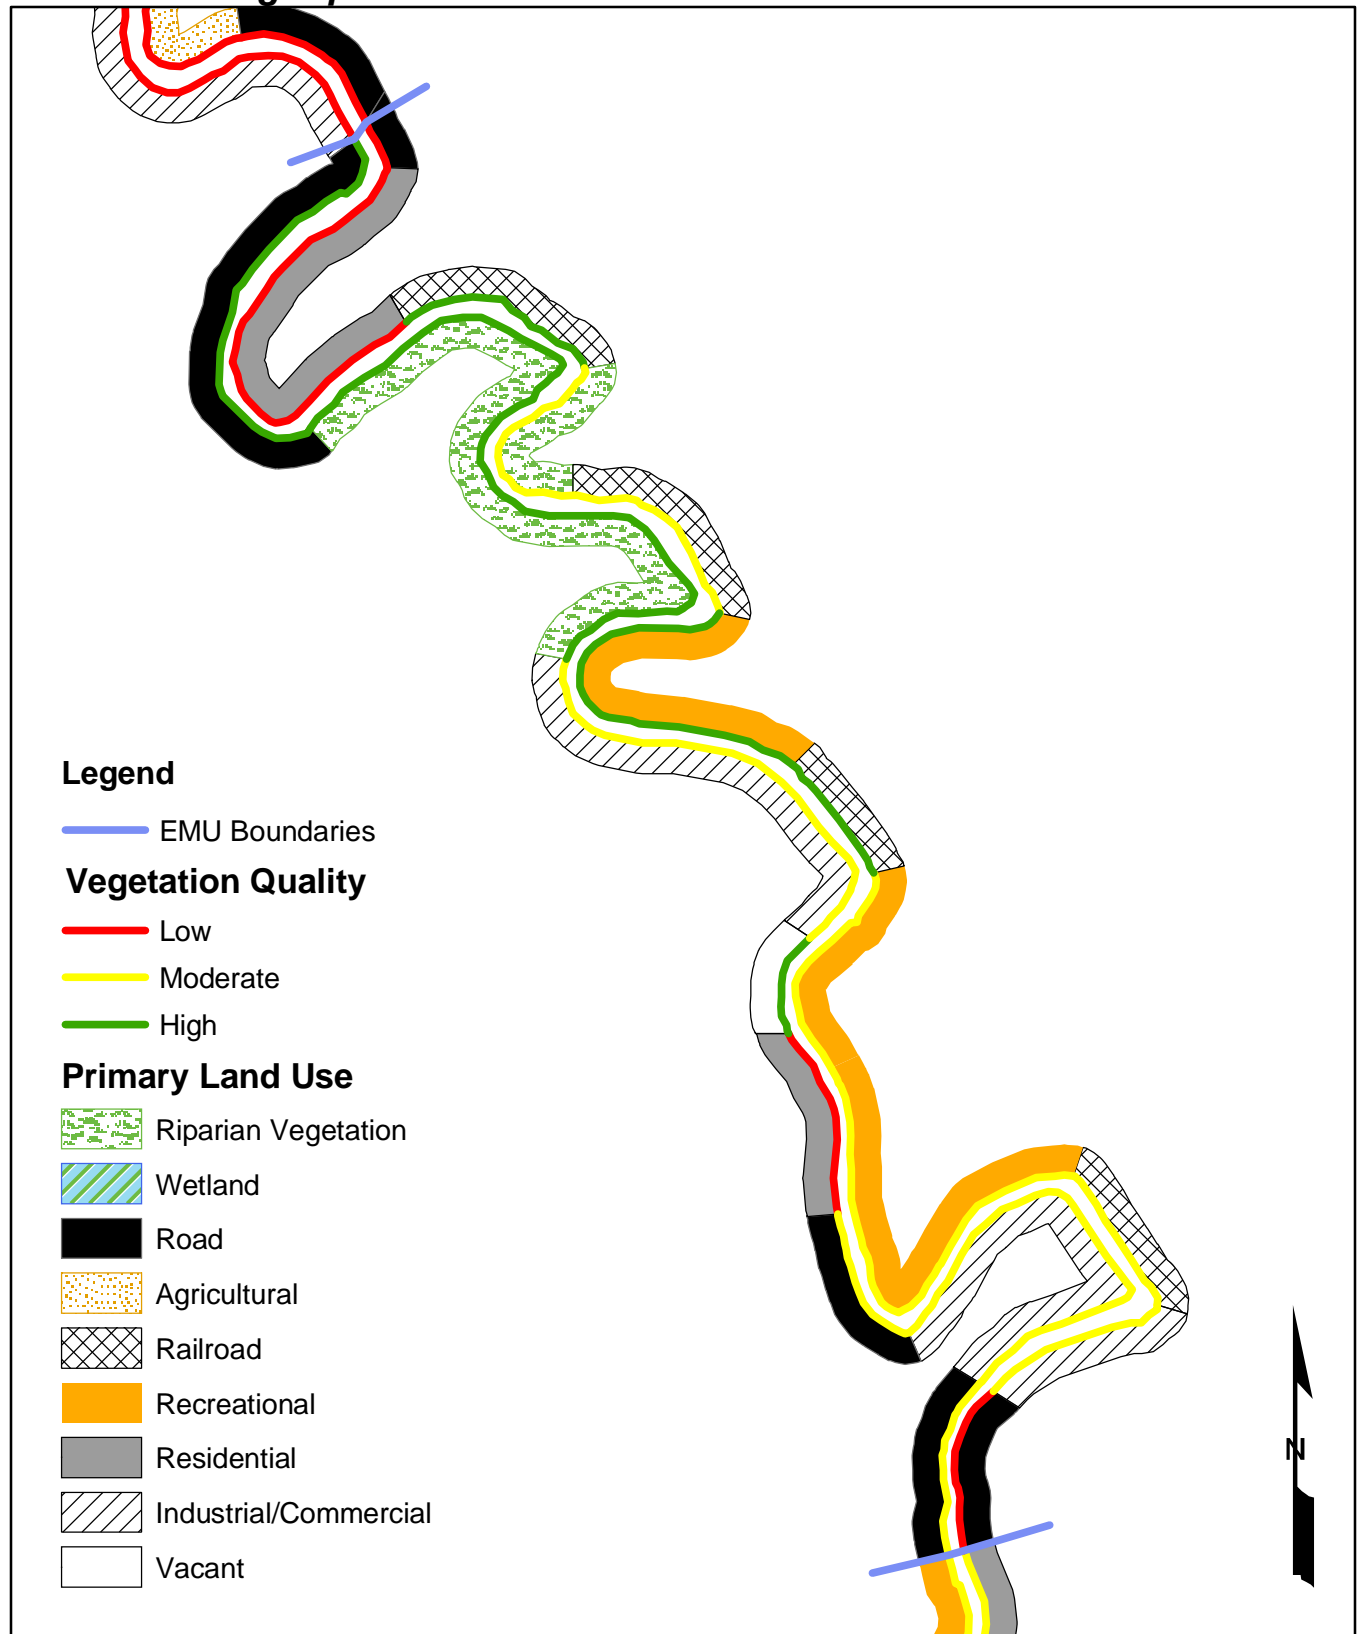 Legend
EMU Boundaries
Vegetation Quality
Low
Moderate
High
Primary Land Use
Riparian Vegetation
Wetland
Road
Agricultural
Railroad
Recreational
Residential
Industrial/Commercial
Vacant
N